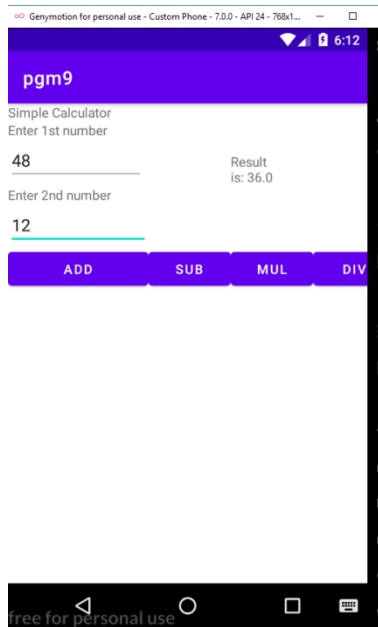 Genymotion for personal use - Custom Phone - 7.0.0 - API 24 - 768x1...
6:12
pgm9
Simple Calculator
Enter 1st number
48
Result
is: 36.0
Enter 2nd number
12
ADD SUB MUL DIV
free for personal use